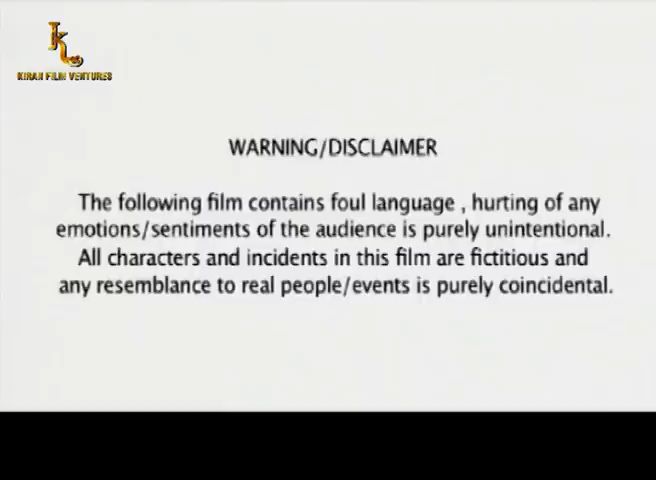 KIRAN FILM VENTURES
WARNING/DISCLAIMER
The following film contains foul language , hurting of any
emotions/sentiments of the audience is purely unintentional.
All characters and incidents in this film are fictitious and
any resemblance to real people/events is purely coincidental.